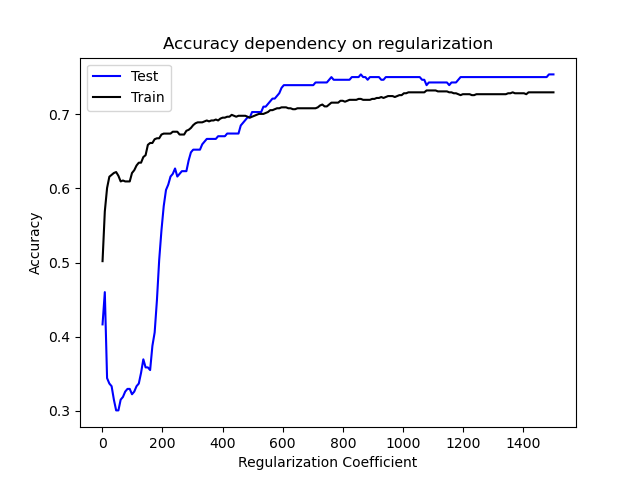 Accuracy dependency on regularization
Test
Train
0.7
0.6
0.5
0.4
0.3
Accuracy
0 200 400 600 800 1000 1200 1400
Regularization Coefficient